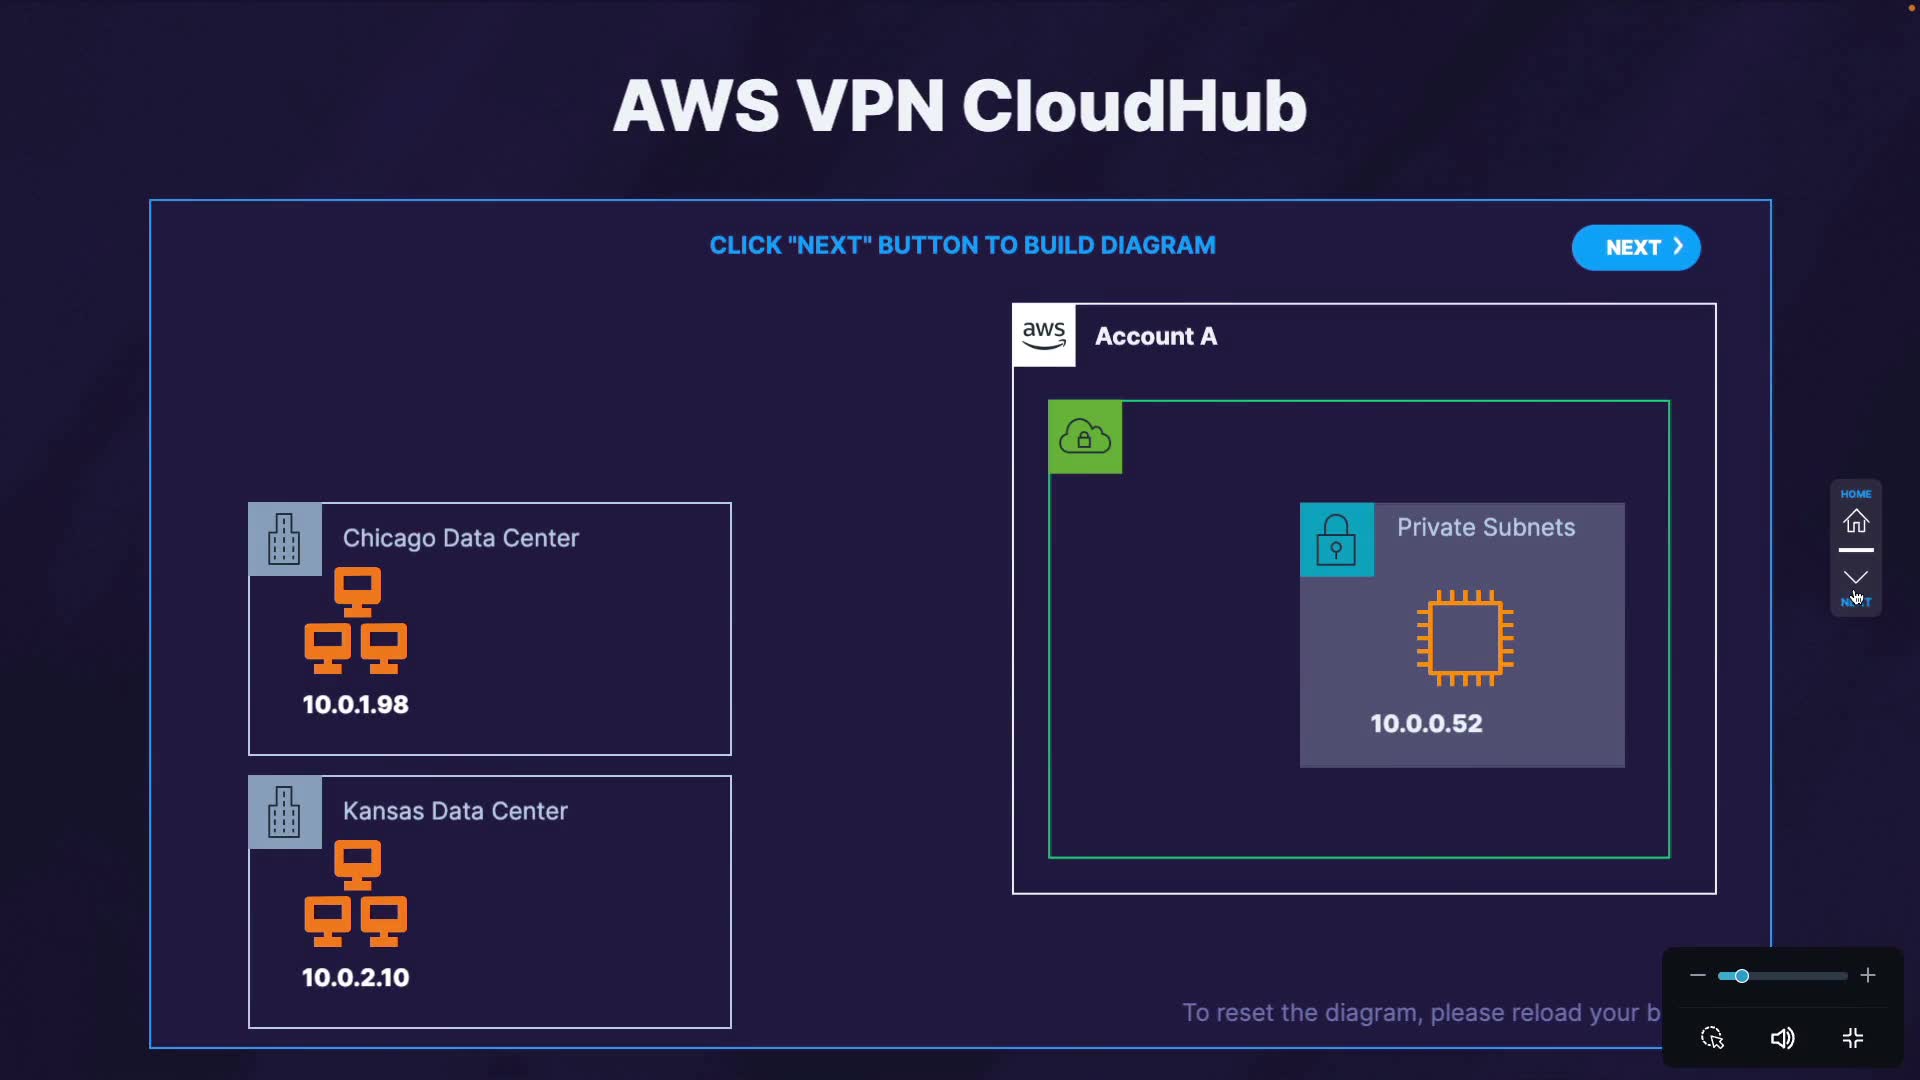 AWS VPN CloudHub
CLICK "NEXT" BUTTON TO BUILD DIAGRAM
NEXT
aws
Account A
Chicago Data Center
10.0.1.98
Private Subnets
10.0.0.52
HOME
Kansas Data Center
10.0.2.10
To reset the diagram, please reload your b